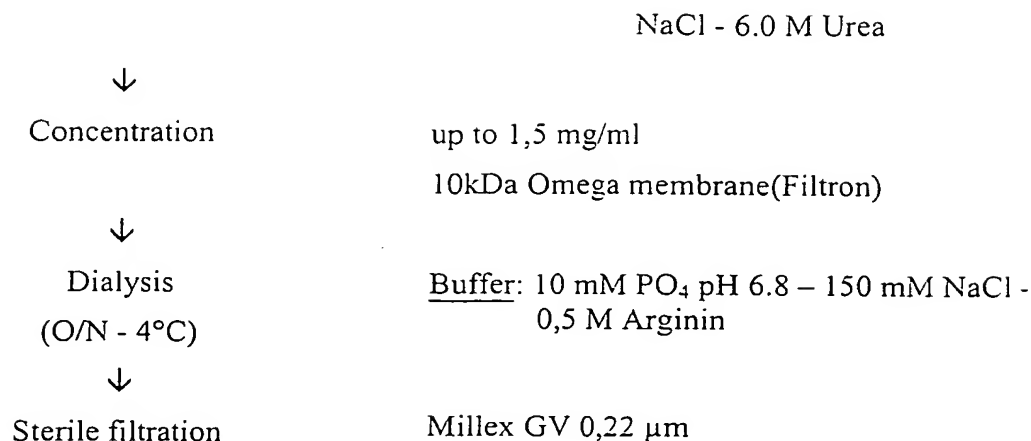 NaCl - 6.0 M Urea
↓
Concentration up to 1,5 mg/ml
10kDa Omega membrane(Filtron)
↓
Dialysis Buffer: 10 mM PO₄ pH 6.8 – 150 mM NaCl -
(O/N - 4°C) 0,5 M Arginin
↓
Sterile filtration Millex GV 0,22 µm